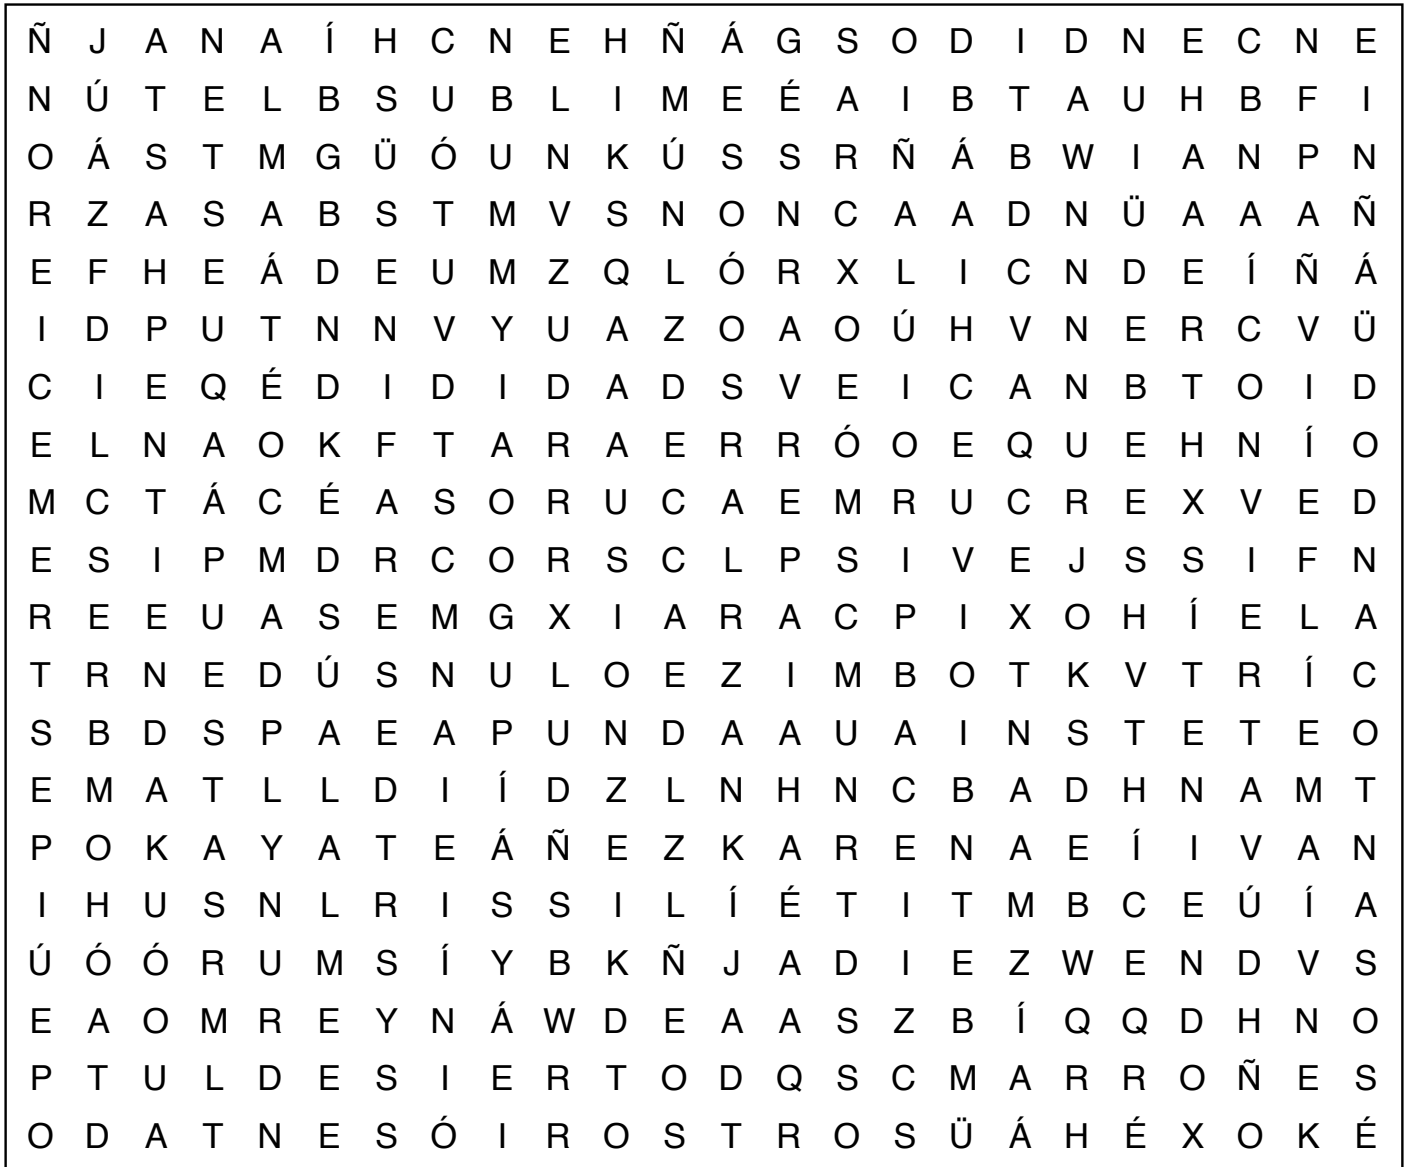 Ñ J A N A Í H C N E H Ñ Á G S O D I D N E C N E
N Ú T E L B S U B L I M E É A I B T A U H B F I
O Á S T M G Ü Ó U N K Ú S S R Ñ Á B W I A N P N
R Z A S A B S T M V S N O N C A A D N Ü A A A Ñ
E F H E Á D E U M Z Q L Ó R X L I C N D E Í Ñ Á
I D P U T N N V Y U A Z O A O Ú H V N E R C V Ü
C I E Q É D I D I D A D S V E I C A N B T O I D
E L N A O K F T A R A E R R Ó O E Q U E H N Í O
M C T Á C É A S O R U C A E M R U C R E X V E D
E S I P M D R C O R S C L P S I V E J S S I F N
R E E U A S E M G X I A R A C P I X O H Í E L A
T R N E D Ú S N U L O E Z I M B O T K V T R Í C
S B D S P A E A P U N D A A U A I N S T E T E O
E M A T L L D I Í D Z L N H N C B A D H N A M T
P O K A Y A T E Á Ñ E Z K A R E N A E Í I V A N
I H U S N L R I S S I L Í É T I T M B C E Ú Í A
Ú Ó Ó R U M S Í Y B K Ñ J A D I E Z W E N D V S
E A O M R E Y N Á W D E A A S Z B Í Q Q D H N O
P T U L D E S I E R T O D Q S C M A R R O Ñ E S
O D A T N E S Ó I R O S T R O S Ü Á H É X O K É